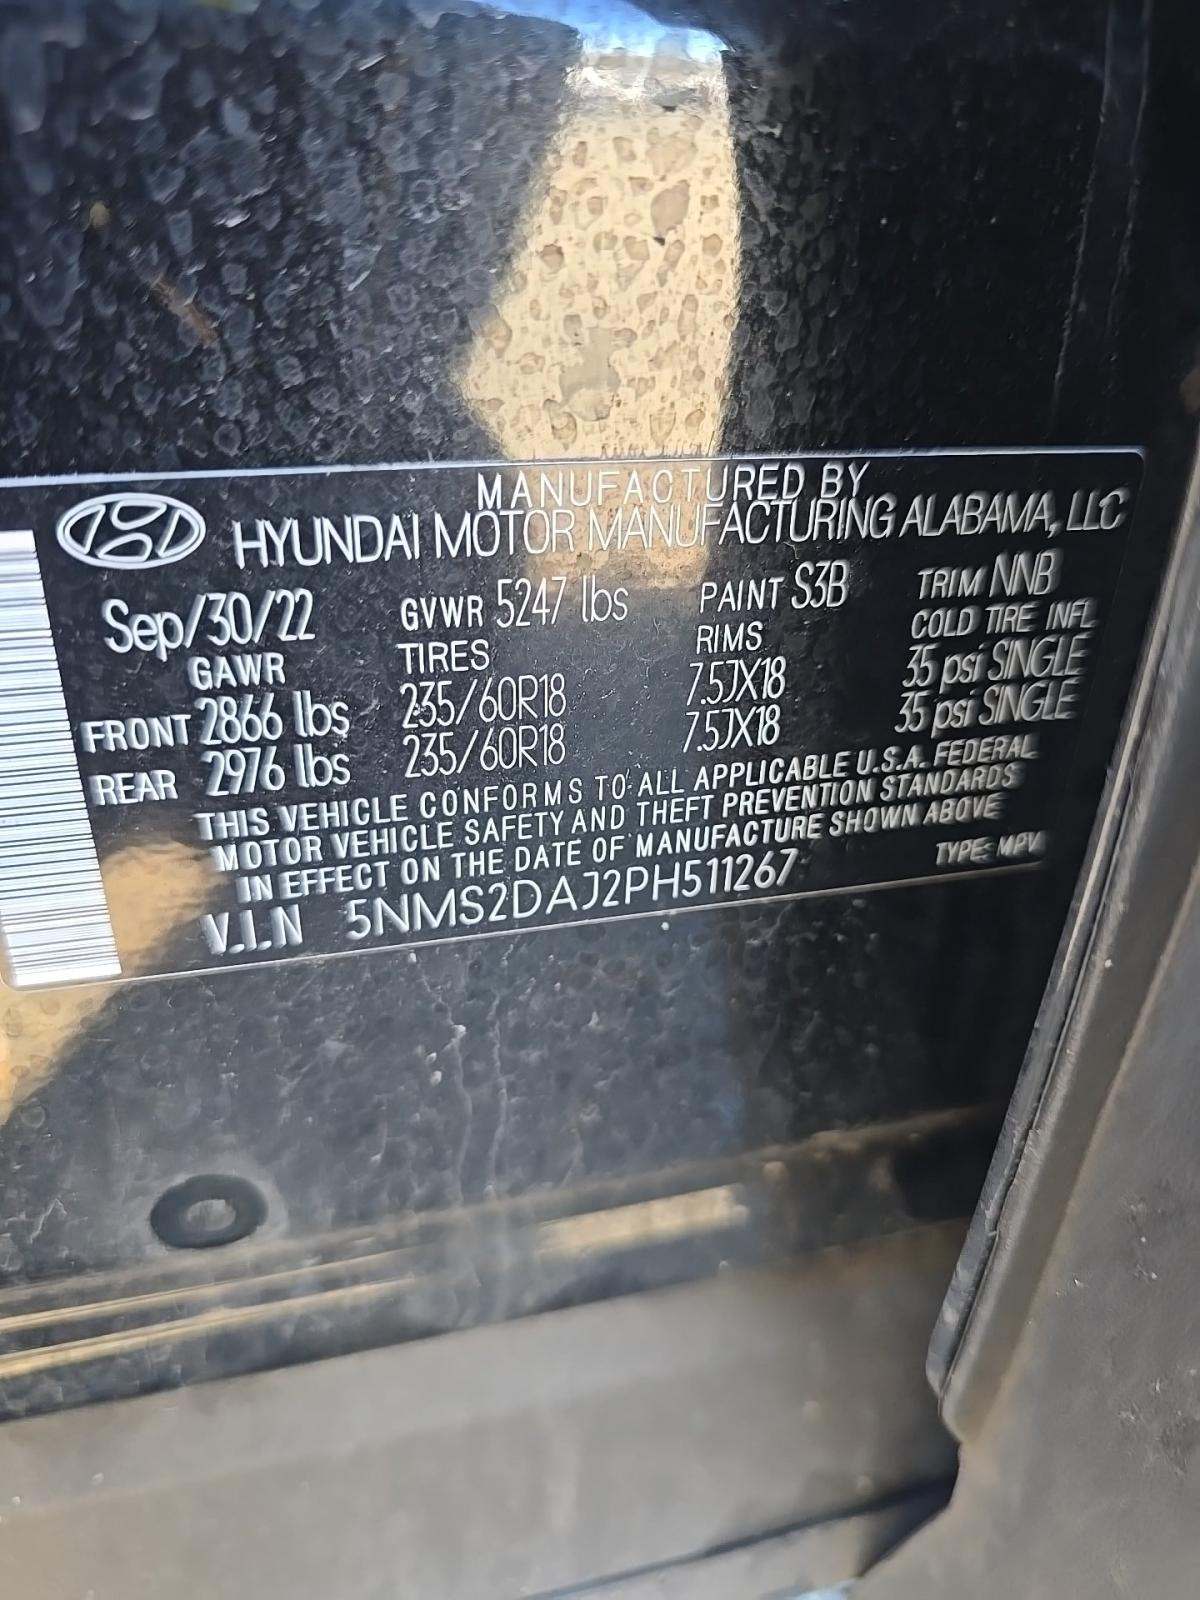 MANUFACTURED BY
HYUNDAI MOTOR MANUFACTURING ALABAMA, LLC
Sep/30/22 GVWR 5247 lbs PAINT S3B TRIM NNB
GAWR TIRES RIMS COLD TIRE INFL
FRONT 2866 lbs 235/60R18 7.5JX18 35 psi SINGLE
REAR 2976 lbs 235/60R18 7.5JX18 35 psi SINGLE
THIS VEHICLE CONFORMS TO ALL APPLICABLE U.S.A. FEDERAL
MOTOR VEHICLE SAFETY AND THEFT PREVENTION STANDARDS
IN EFFECT ON THE DATE OF MANUFACTURE SHOWN ABOVE
V.I.N 5NMS2DAJ2PH511267 TYPE: MPV